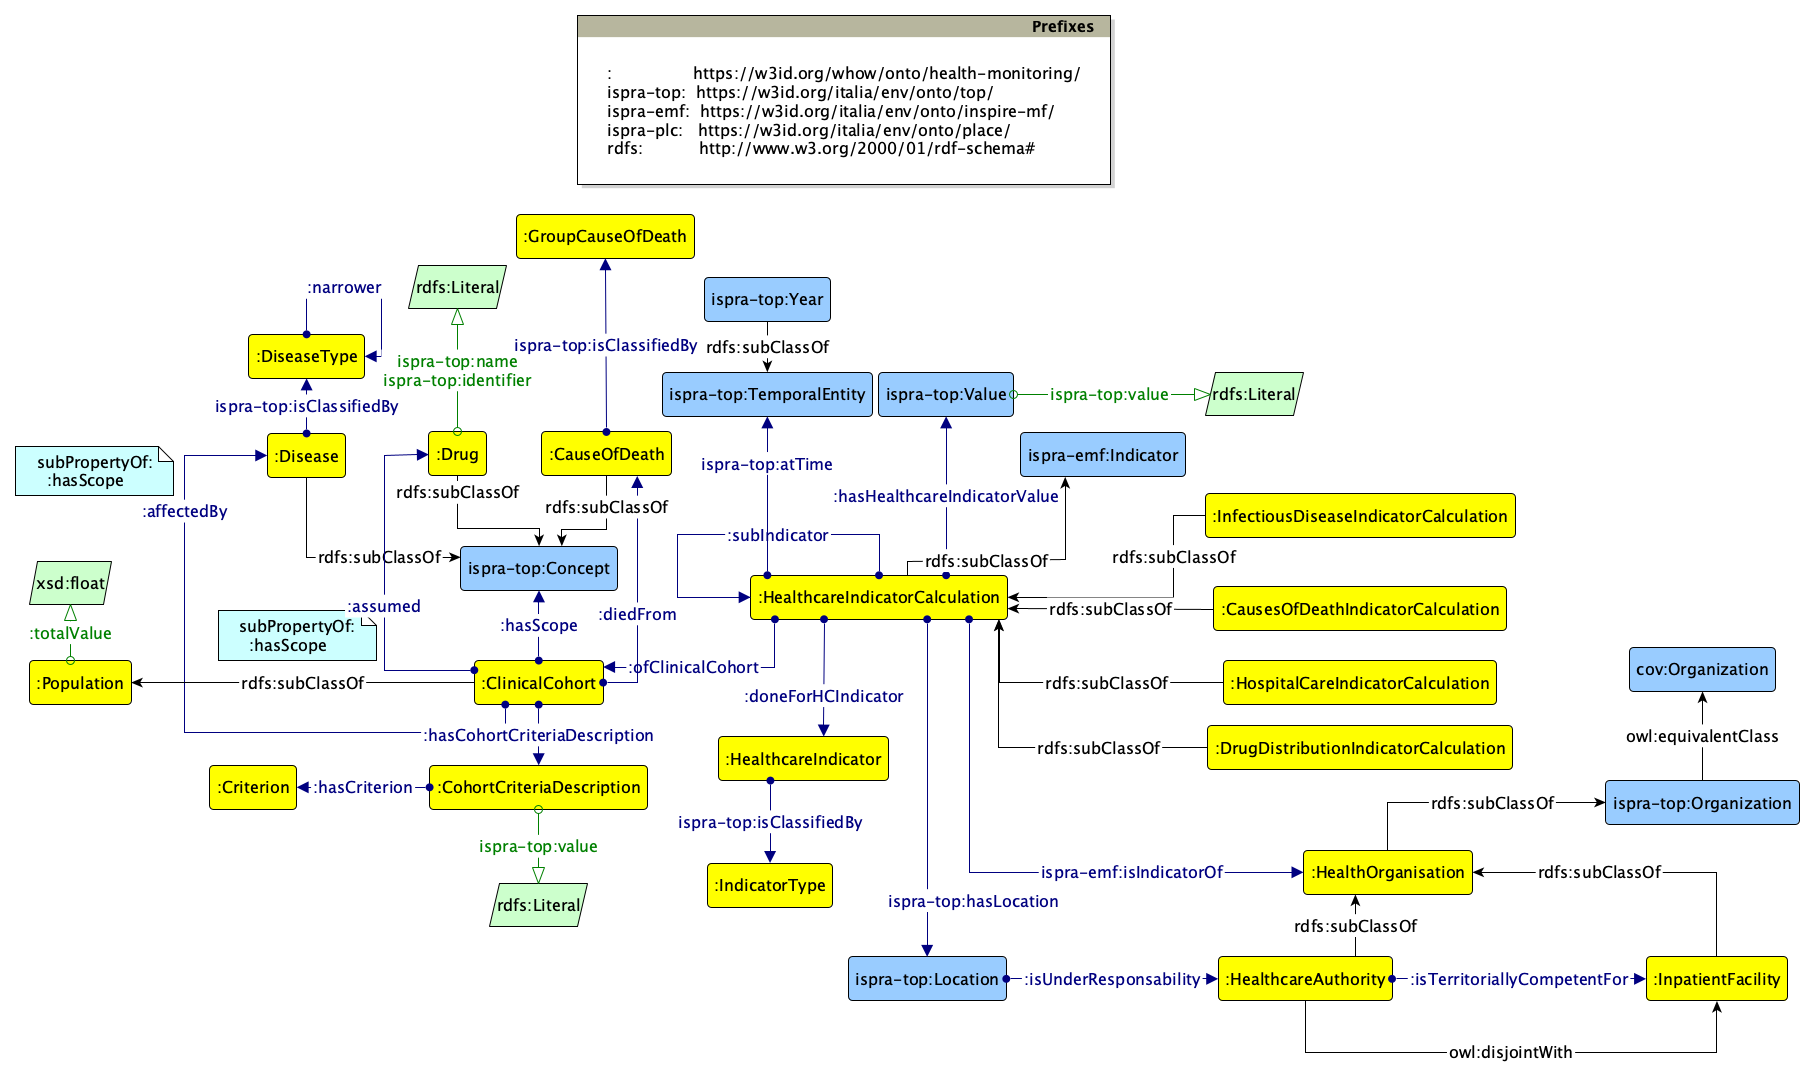 Prefixes
: https://w3id.org/whow/onto/health-monitoring/
ispra-top: https://w3id.org/italia/env/onto/top/
ispra-emf: https://w3id.org/italia/env/onto/inspire-mf/
ispra-plc: https://w3id.org/italia/env/onto/place/
rdfs: http://www.w3.org/2000/01/rdf-schema#
:GroupCauseOfDeath
:narrower
rdfs:Literal
ispra-top:Year
:DiseaseType
ispra-top:isClassifiedBy
rdfs:subClassOf
ispra-top:name
ispra-top:identifier
ispra-top:TemporalEntity
ispra-top:Value
ispra-top:value
rdfs:Literal
ispra-top:isClassifiedBy
:Disease
:Drug
:CauseOfDeath
ispra-emf:Indicator
subPropertyOf:
:hasScope
ispra-top:atTime
rdfs:subClassOf
:hasHealthcareIndicatorValue
:affectedBy
rdfs:subClassOf
:InfectiousDiseaseIndicatorCalculation
:subIndicator
rdfs:subClassOf
rdfs:subClassOf
rdfs:subClassOf
ispra-top:Concept
xsd:float
:HealthcareIndicatorCalculation
:assumed
:diedFrom
rdfs:subClassOf
:CausesOfDeathIndicatorCalculation
:totalValue
subPropertyOf:
:hasScope
:hasScope
:Population
rdfs:subClassOf
:ClinicalCohort
:ofClinicalCohort
rdfs:subClassOf
:HospitalCareIndicatorCalculation
cov:Organization
:doneForHCIndicator
:hasCohortCriteriaDescription
owl:equivalentClass
rdfs:subClassOf
:DrugDistributionIndicatorCalculation
:HealthcareIndicator
:Criterion
:hasCriterion
:CohortCriteriaDescription
rdfs:subClassOf
ispra-top:Organization
ispra-top:isClassifiedBy
ispra-top:value
:IndicatorType
ispra-emf:isIndicatorOf
:HealthOrganisation
rdfs:subClassOf
rdfs:Literal
ispra-top:hasLocation
rdfs:subClassOf
ispra-top:Location
:isUnderResponsability
:HealthcareAuthority
:isTerritoriallyCompetentFor
:InpatientFacility
owl:disjointWith